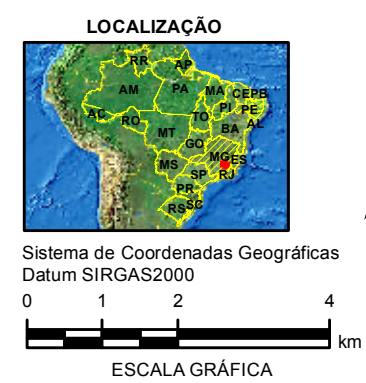 LOCALIZAÇÃO
RR AP
AM PA MA CE PB
AC RO TO PI PE AL
MT BA
GO
MS MG ES
SP RJ
PR
RS SC
Sistema de Coordenadas Geográficas
Datum SIRGAS2000
0 1 2 4
km
ESCALA GRÁFICA